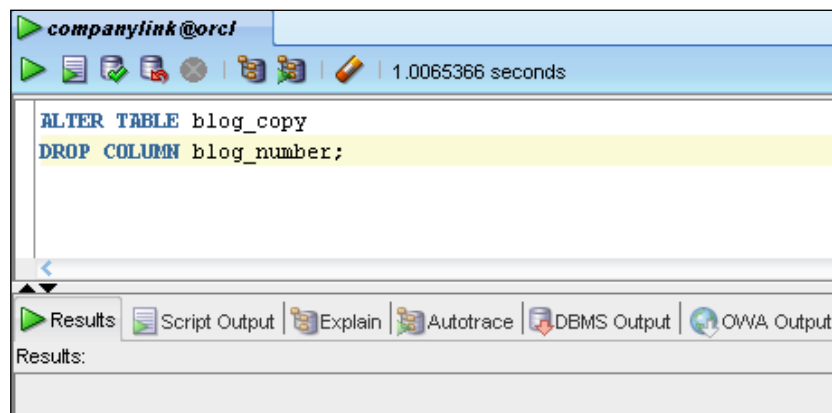 companylink@orcl
1.0065366 seconds
ALTER TABLE blog_copy
DROP COLUMN blog_number;
Results Script Output Explain Autotrace DBMS Output OWA Output
Results: